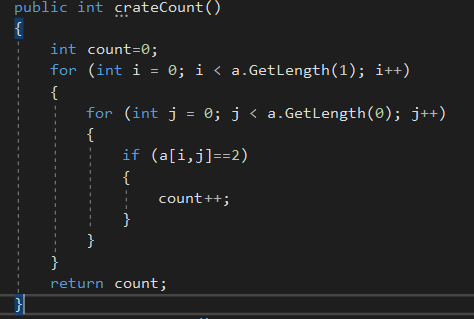 public int crateCount()
{
int count=0;
for (int i = 0; i < a.GetLength(1); i++)
{
for (int j = 0; j < a.GetLength(0); j++)
{
if (a[i,j]==2)
{
count++;
}
}
}
return count;
}